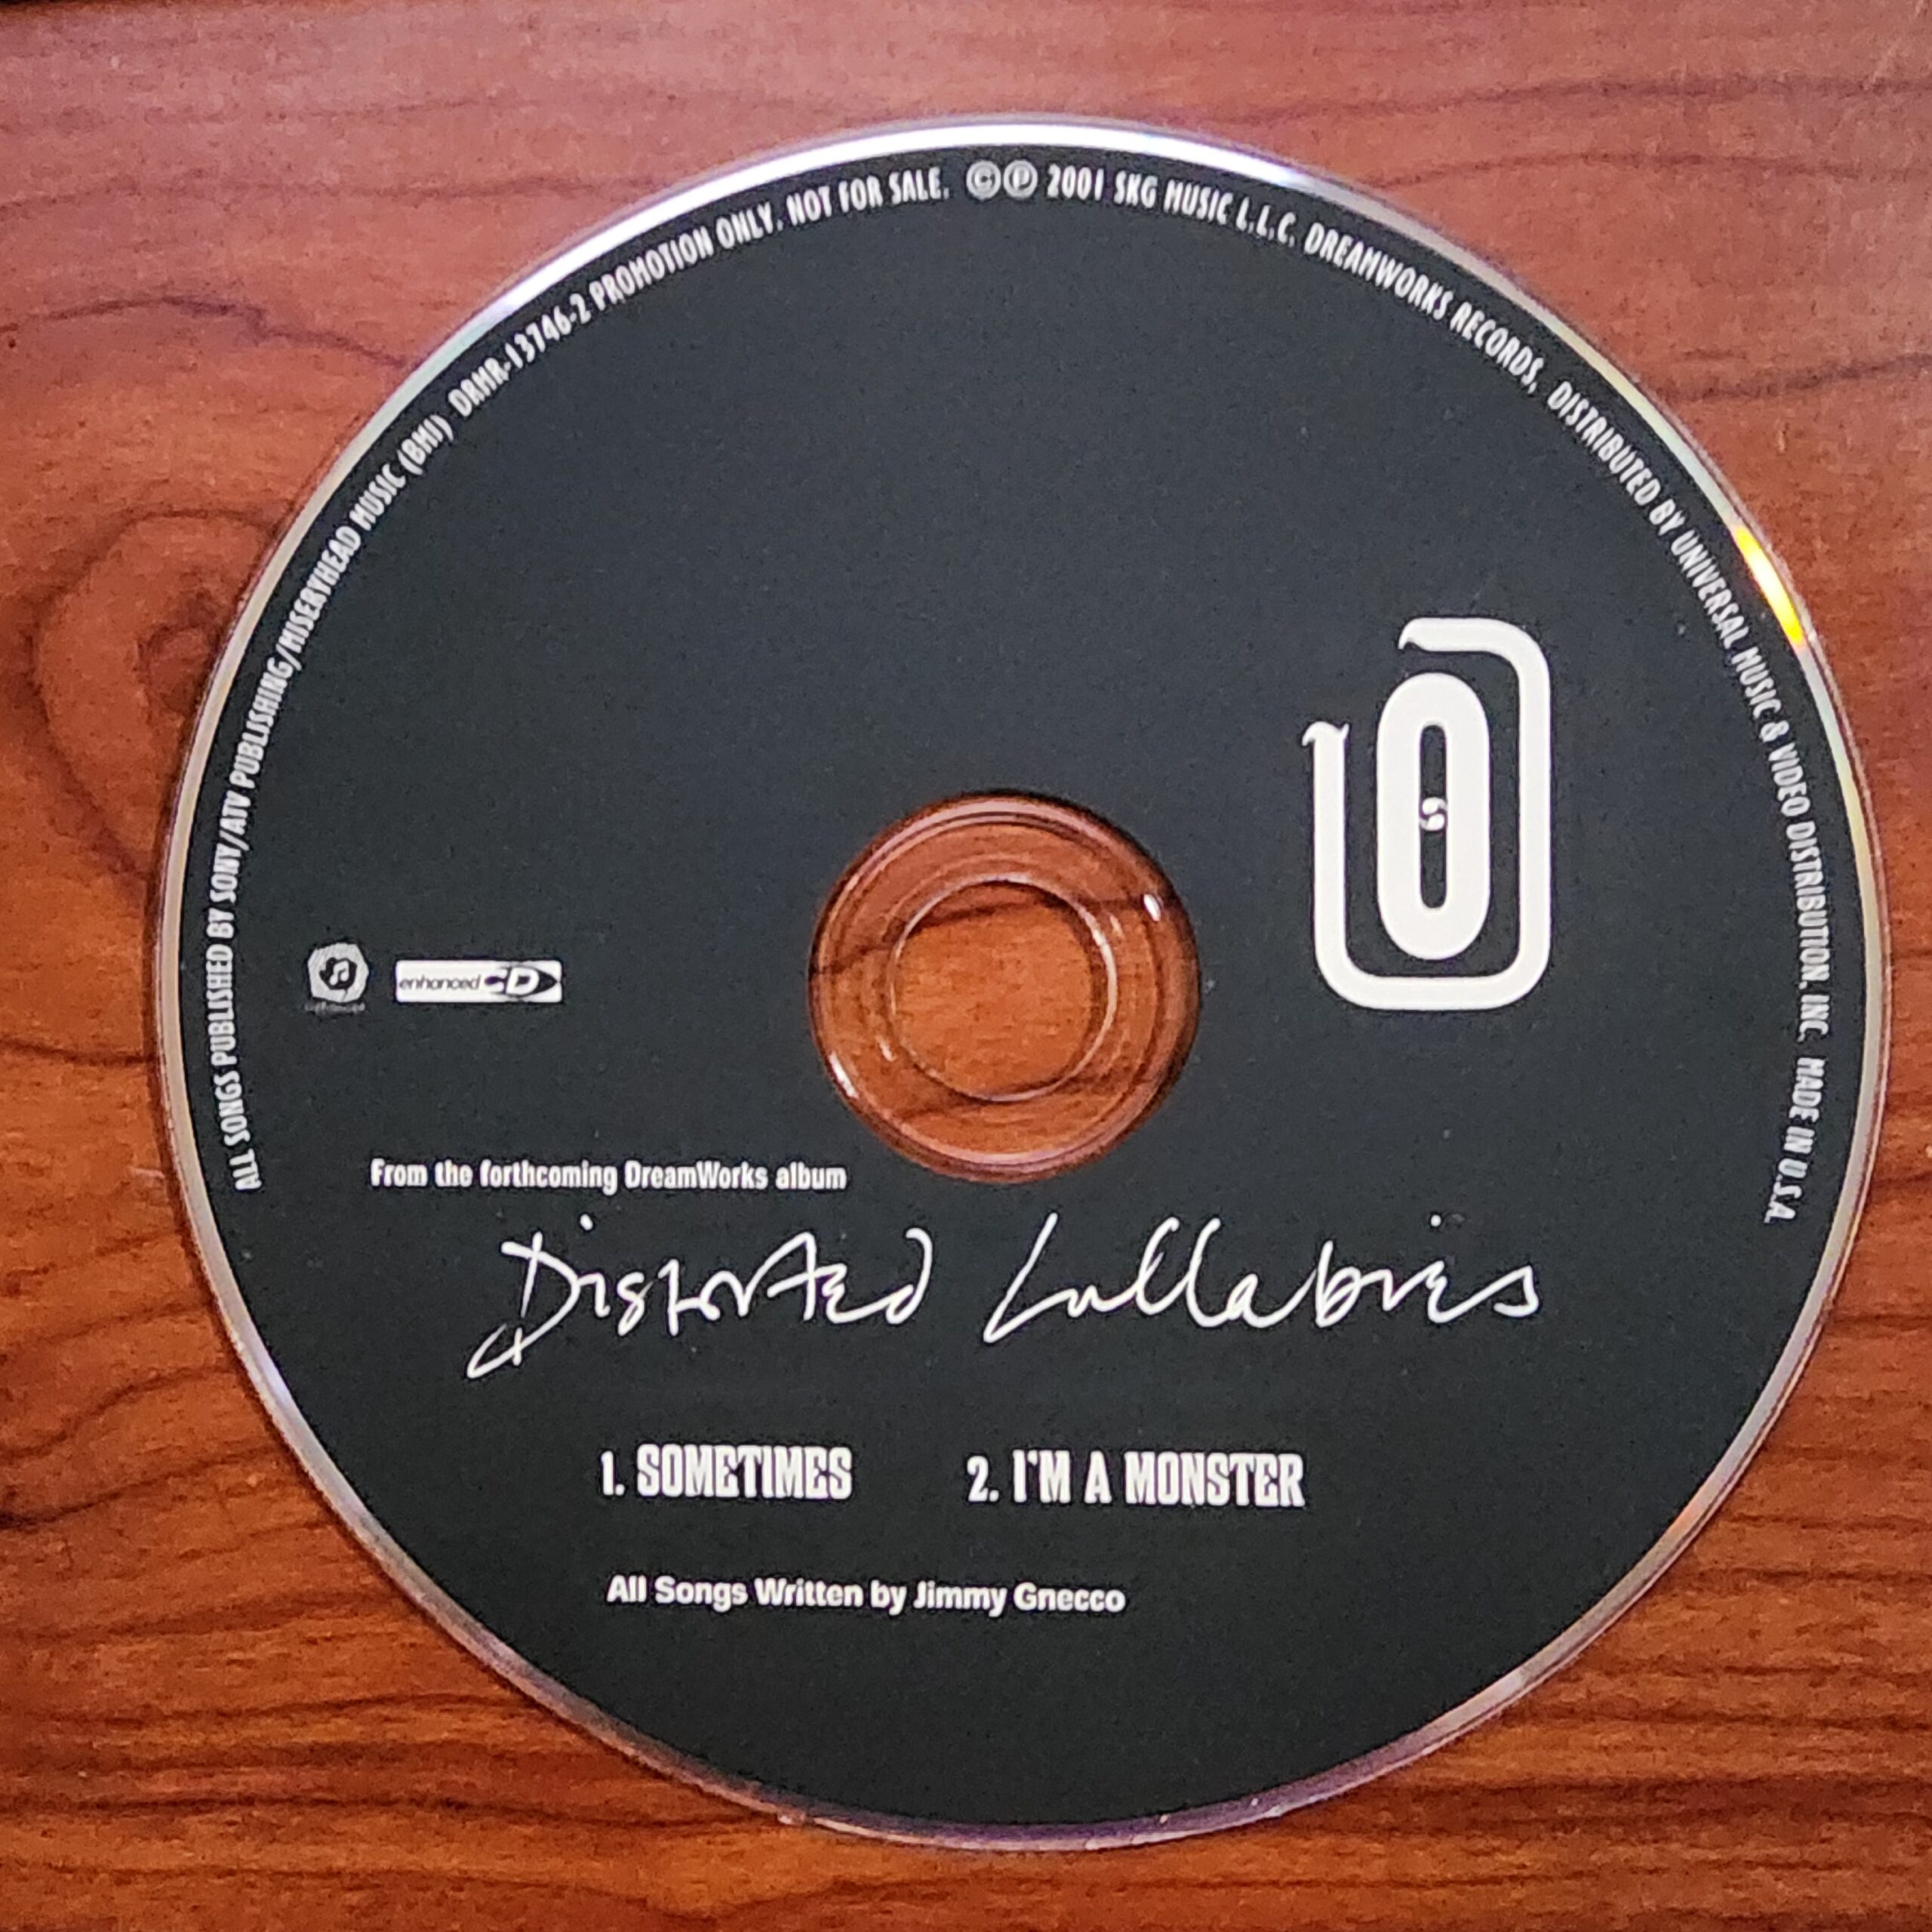 ALL SONGS PUBLISHED BY SONY/ATV PUBLISHING/MISERYHEAD MUSIC (BMI) DRMR-13746-2 PROMOTION ONLY. NOT FOR SALE. ©℗ 2001 SKG MUSIC L.L.C. DREAMWORKS RECORDS, DISTRIBUTED BY UNIVERSAL MUSIC & VIDEO DISTRIBUTION, INC. MADE IN U.S.A.
enhanced CD
From the forthcoming DreamWorks album
Distorted Lullabies
1. SOMETIMES 2. I'M A MONSTER
All Songs Written by Jimmy Gnecco